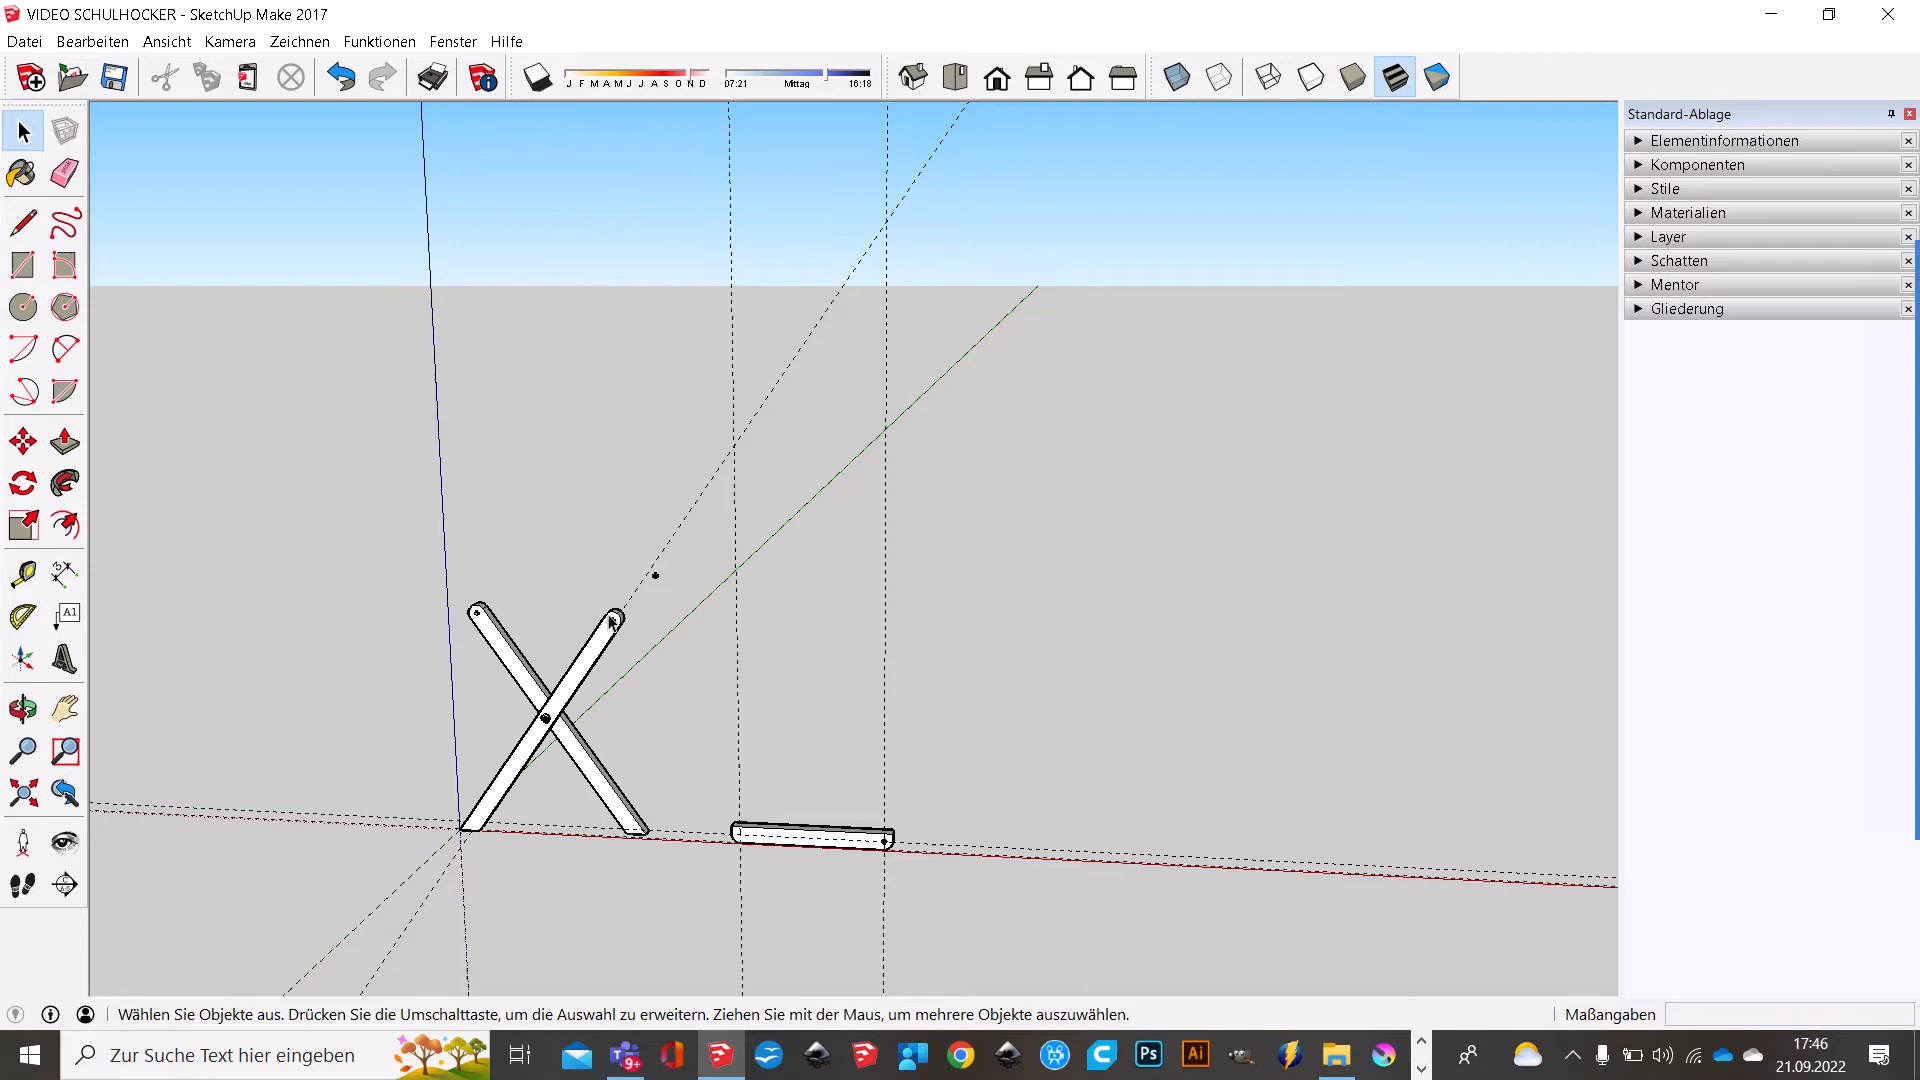 VIDEO SCHULHOCKER - SketchUp Make 2017
Datei Bearbeiten Ansicht Kamera Zeichnen Funktionen Fenster Hilfe
J F M A M J J A S O N D 07:21 Mittag 16:18
Standard-Ablage
Elementinformationen
Komponenten
Stile
Materialien
Layer
Schatten
Mentor
Gliederung
A1
Wählen Sie Objekte aus. Drücken Sie die Umschalttaste, um die Auswahl zu erweitern. Ziehen Sie mit der Maus, um mehrere Objekte auszuwählen.
Maßangaben
Zur Suche Text hier eingeben
9+
Ps
Ai
17:46
21.09.2022